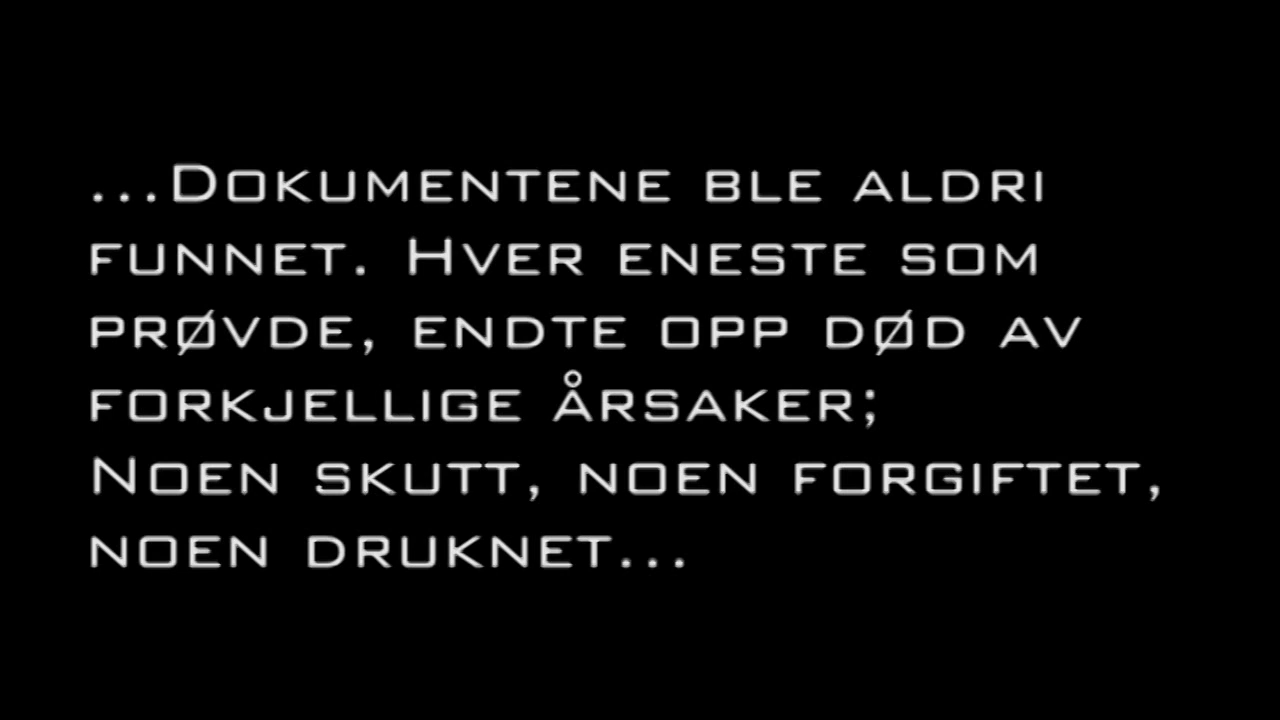 ...Dokumentene ble aldri
funnet. Hver eneste som
prøvde, endte opp død av
forkjellige årsaker;
Noen skutt, noen forgiftet,
noen druknet...